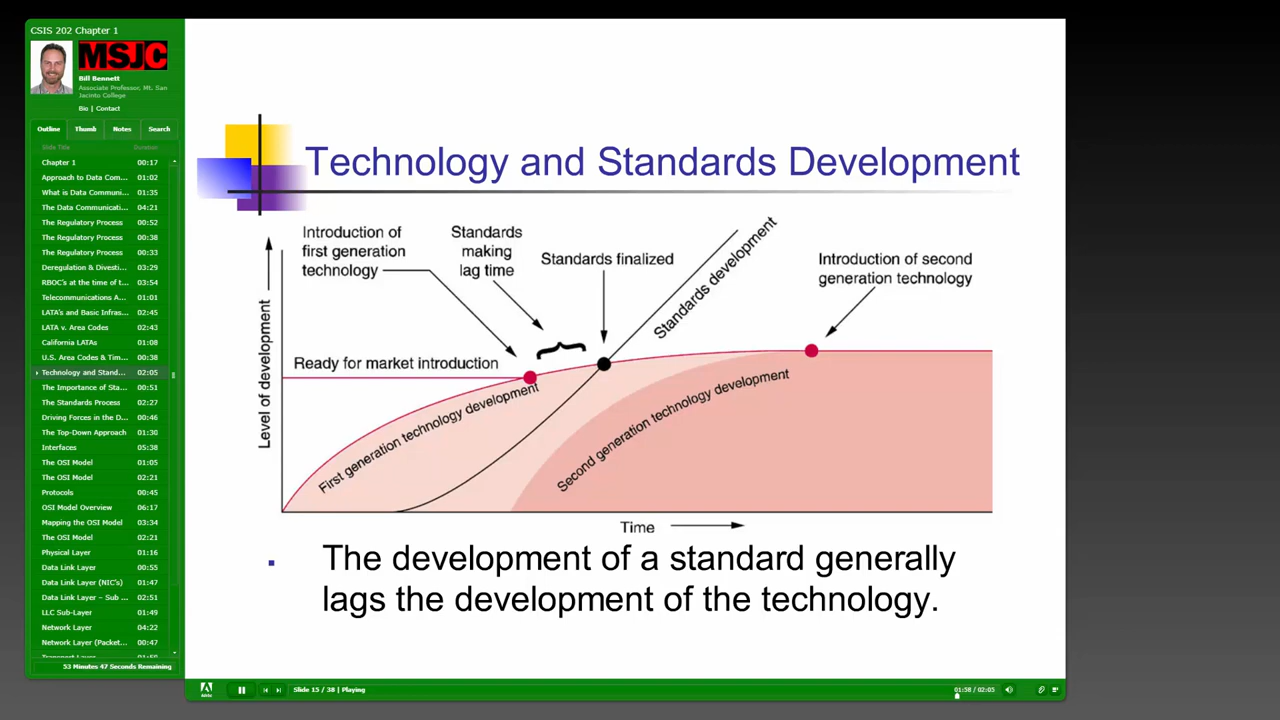 CSIS 202 Chapter 1
MSJC
Bill Bennett
Associate Professor, Mt. San
Jacinto College
Bio | Contact
Outline Thumb Notes Search
Slide Title Duration
Chapter 1 00:17
Approach to Data Com... 01:02
What is Data Communi... 01:35
The Data Communicati... 04:21
The Regulatory Process 00:52
The Regulatory Process 00:38
The Regulatory Process 00:33
Deregulation & Divesti... 03:29
RBOC's at the time of t... 03:54
Telecommunications A... 01:01
LATA's and Basic Infras... 02:45
LATA v. Area Codes 02:43
California LATAs 01:08
U.S. Area Codes & Tim... 00:38
Technology and Stand... 02:05
The Importance of Sta... 00:51
The Standards Process 02:27
Driving Forces in the D... 00:46
The Top-Down Approach 01:30
Interfaces 05:38
The OSI Model 01:05
The OSI Model 02:21
Protocols 00:45
OSI Model Overview 06:17
Mapping the OSI Model 03:34
The OSI Model 02:21
Physical Layer 01:16
Data Link Layer 00:55
Data Link Layer (NIC's) 01:47
Data Link Layer – Sub ... 02:51
LLC Sub-Layer 01:49
Network Layer 04:22
Network Layer (Packet... 00:47
53 Minutes 47 Seconds Remaining
Technology and Standards Development
Introduction of
first generation
technology
Standards
making
lag time
Standards finalized
Standards development
Introduction of second
generation technology
Ready for market introduction
Level of development
First generation technology development
Second generation technology development
Time
The development of a standard generally
lags the development of the technology.
Adobe
Slide 15 / 38 | Playing
01:58 / 02:05